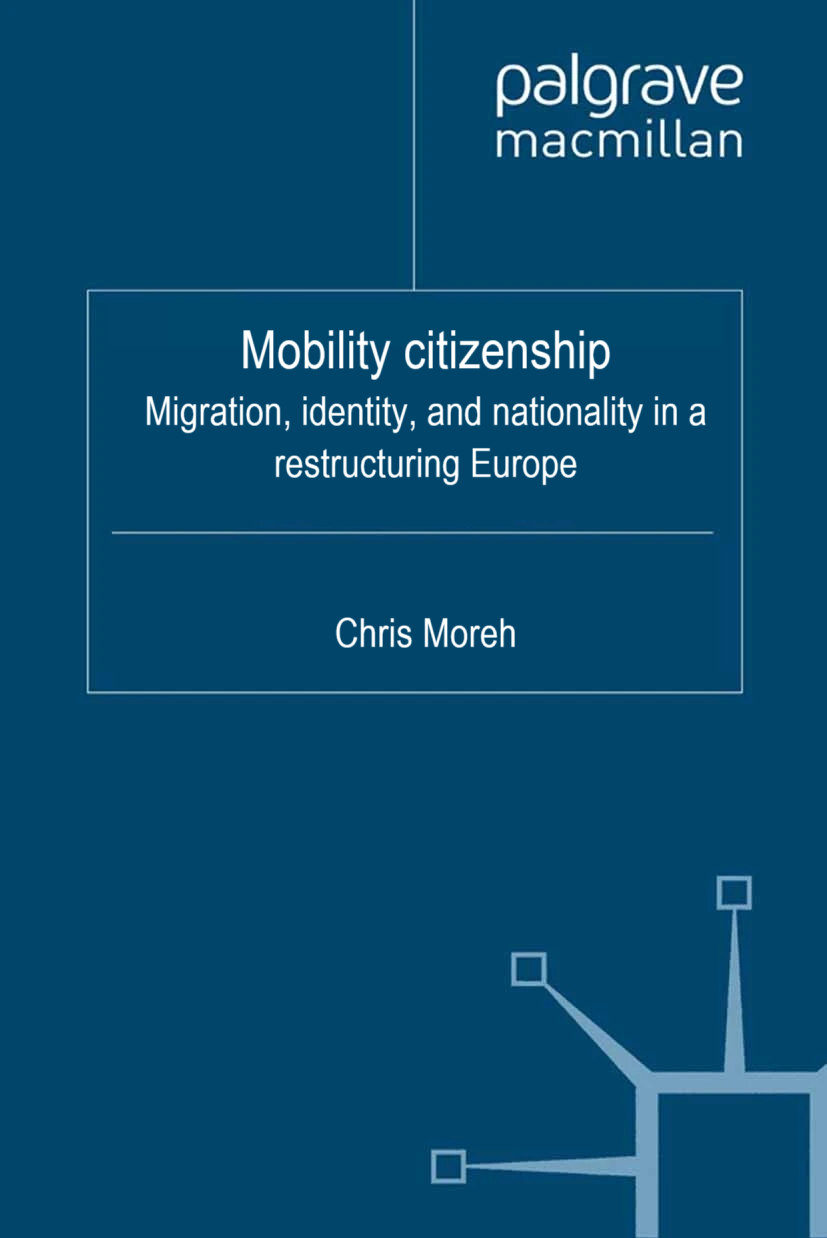 palgrave
macmillan
Mobility citizenship
Migration, identity, and nationality in a
restructuring Europe
Chris Moreh